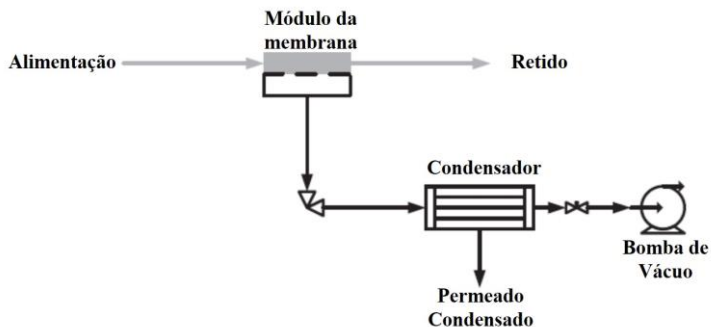 Módulo da
membrana
Alimentação
Retido
Condensador
Bomba de
Vácuo
Permeado
Condensado